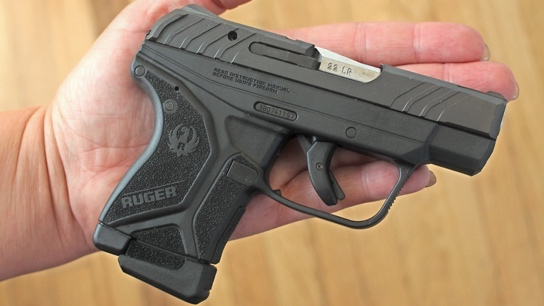 22 LR
READ INSTRUCTION MANUAL
BEFORE USING FIREARM
RUGER